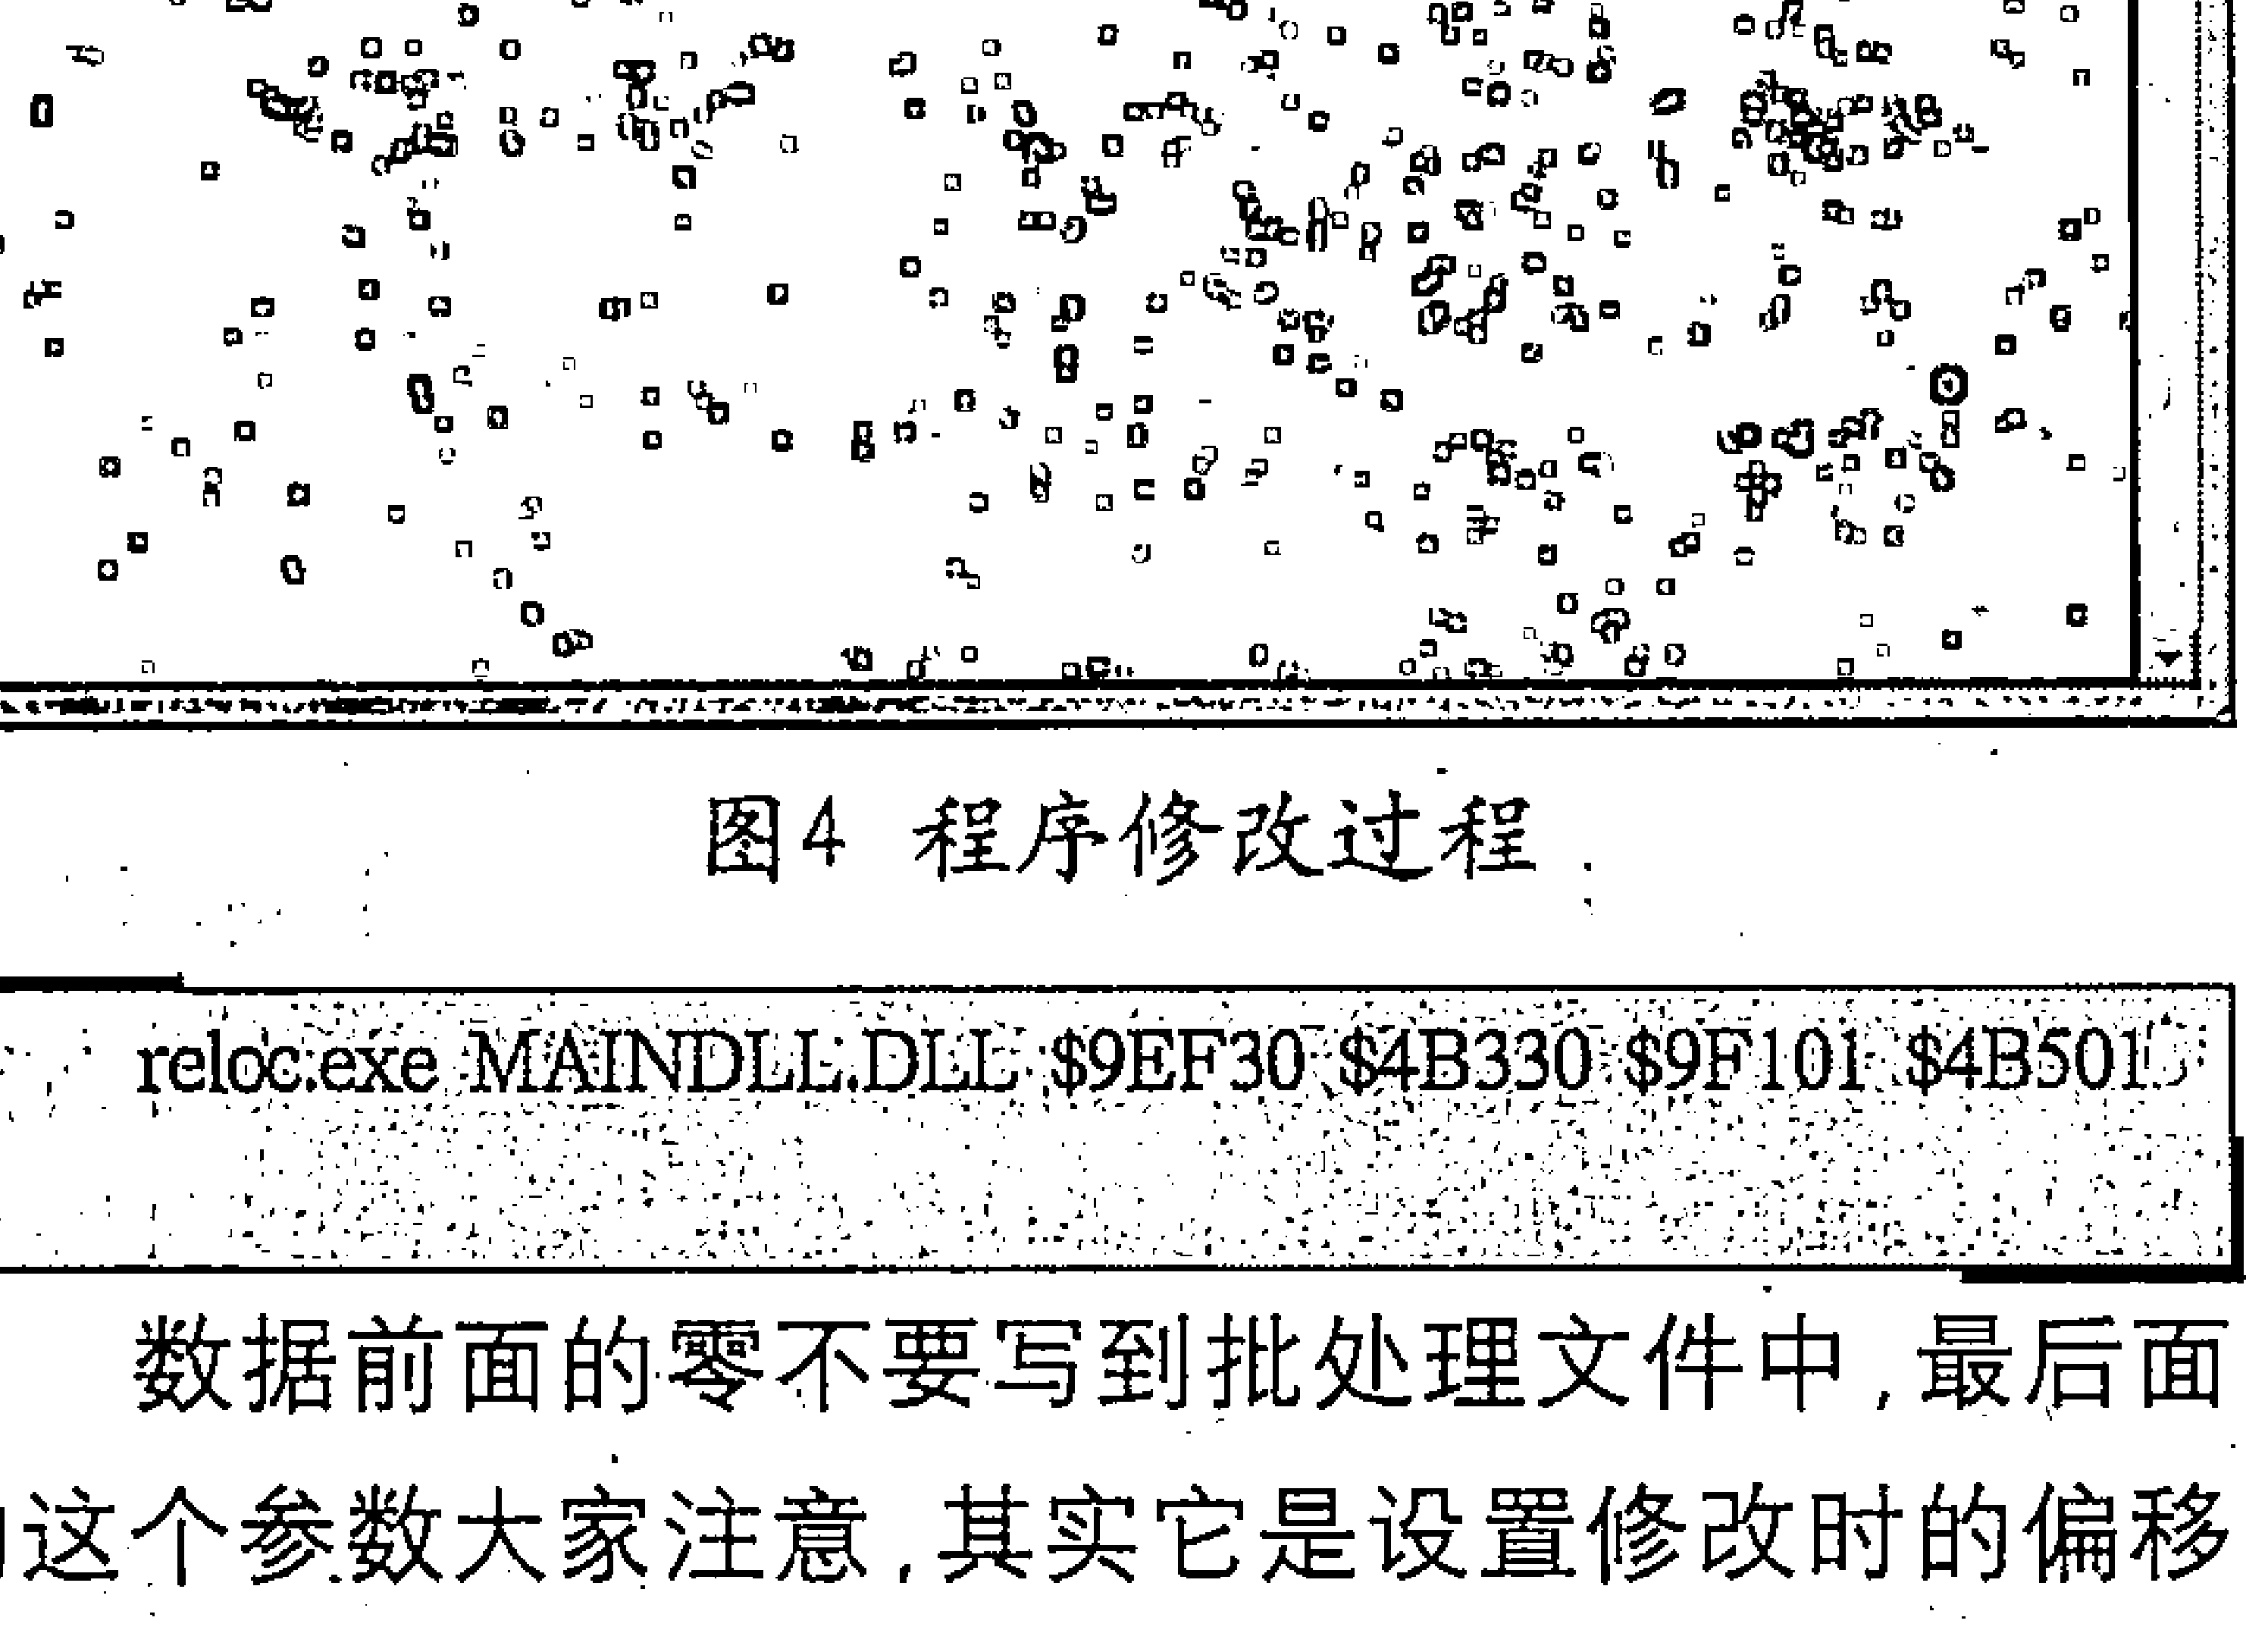 图4 程序修改过程
reloc.exe MAINDLL.DLL $9EF30 $4B330 $9F101 $4B501
数据前面的零不要写到批处理文件中,最后面
这个参数大家注意,其实它是设置修改时的偏移